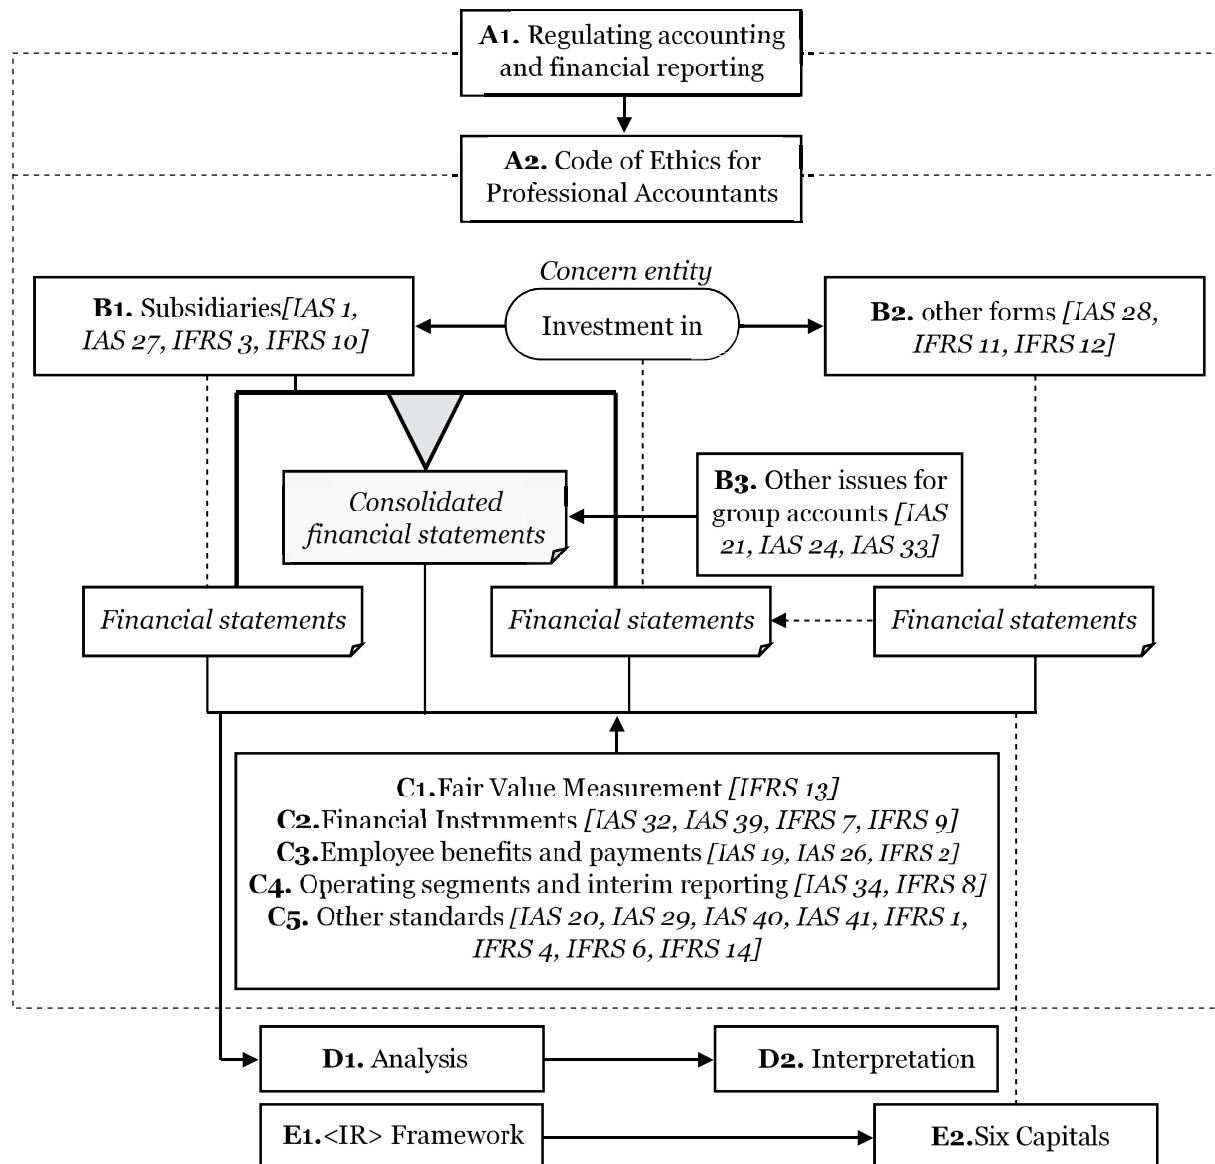 A1. Regulating accounting
and financial reporting
A2. Code of Ethics for
Professional Accountants
Concern entity
B1. Subsidiaries[IAS 1,
IAS 27, IFRS 3, IFRS 10]
Investment in
B2. other forms [IAS 28,
IFRS 11, IFRS 12]
Consolidated
financial statements
B3. Other issues for
group accounts [IAS
21, IAS 24, IAS 33]
Financial statements
Financial statements
Financial statements
C1.Fair Value Measurement [IFRS 13]
C2.Financial Instruments [IAS 32, IAS 39, IFRS 7, IFRS 9]
C3.Employee benefits and payments [IAS 19, IAS 26, IFRS 2]
C4. Operating segments and interim reporting [IAS 34, IFRS 8]
C5. Other standards [IAS 20, IAS 29, IAS 40, IAS 41, IFRS 1,
IFRS 4, IFRS 6, IFRS 14]
D1. Analysis
D2. Interpretation
E1.<IR> Framework
E2.Six Capitals